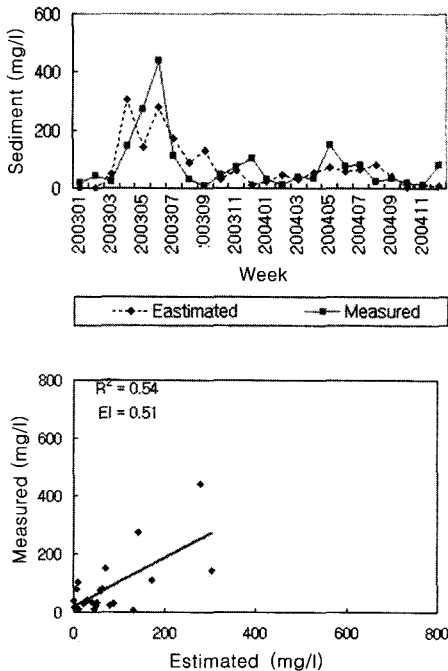 600
400
200
0
Sediment (mg/l)
200301
200303
200305
200307
200309
200311
200401
200403
200405
200407
200409
200411
Week
Eastimated
Measured
800
600
400
200
0
Measured (mg/l)
R² = 0.54
EI = 0.51
0 200 400 600 800
Estimated (mg/l)